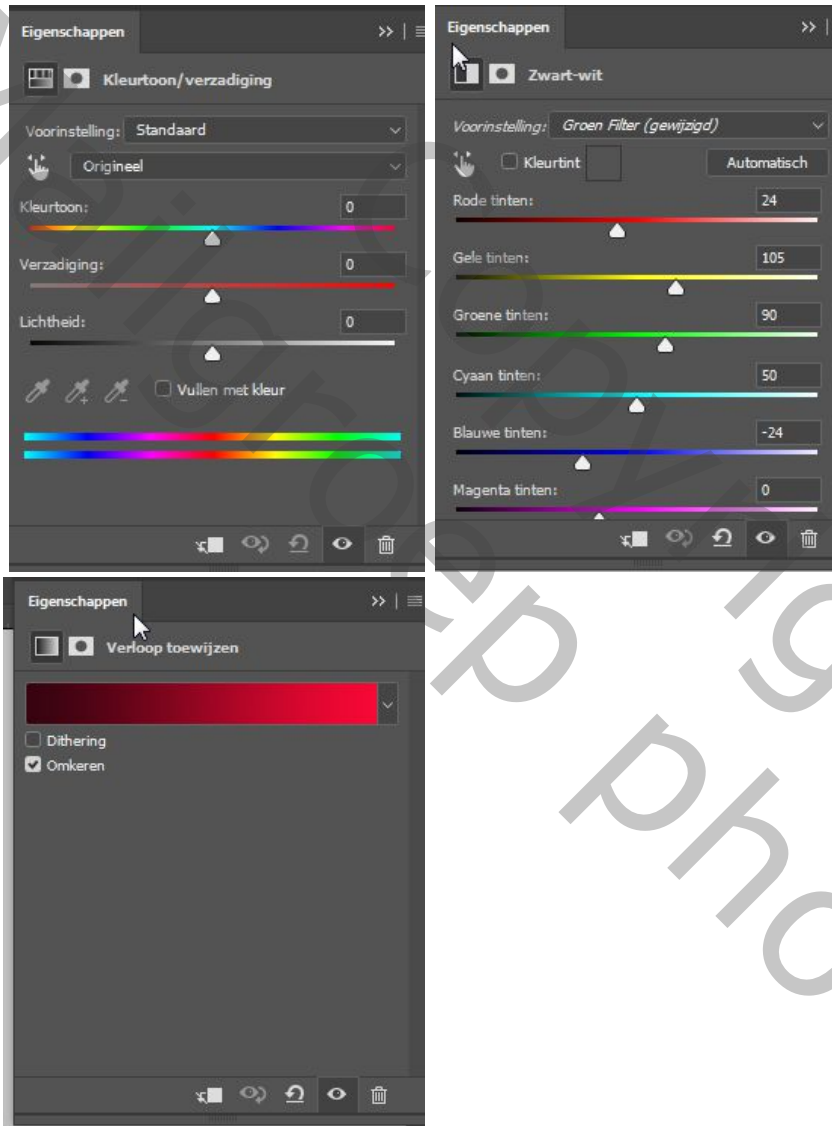 Eigenschappen
Kleurtoon/verzadiging
Voorinstelling: Standaard
Origineel
Kleurtoon: 0
Verzadiging: 0
Lichtheid: 0
Vullen met kleur
Eigenschappen
Zwart-wit
Voorinstelling: Groen Filter (gewijzigd)
Kleurtint Automatisch
Rode tinten: 24
Gele tinten: 105
Groene tinten: 90
Cyaan tinten: 50
Blauwe tinten: -24
Magenta tinten: 0
Eigenschappen
Verloop toewijzen
Dithering
Omkeren